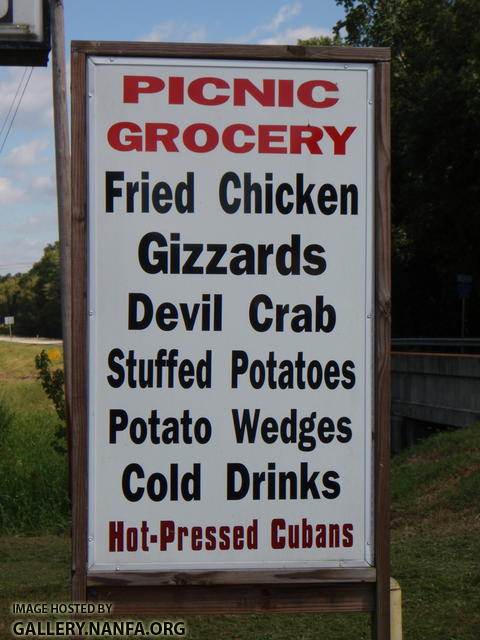 PICNIC
GROCERY
Fried Chicken
Gizzards
Devil Crab
Stuffed Potatoes
Potato Wedges
Cold Drinks
Hot-Pressed Cubans
IMAGE HOSTED BY
GALLERY.NANFA.ORG